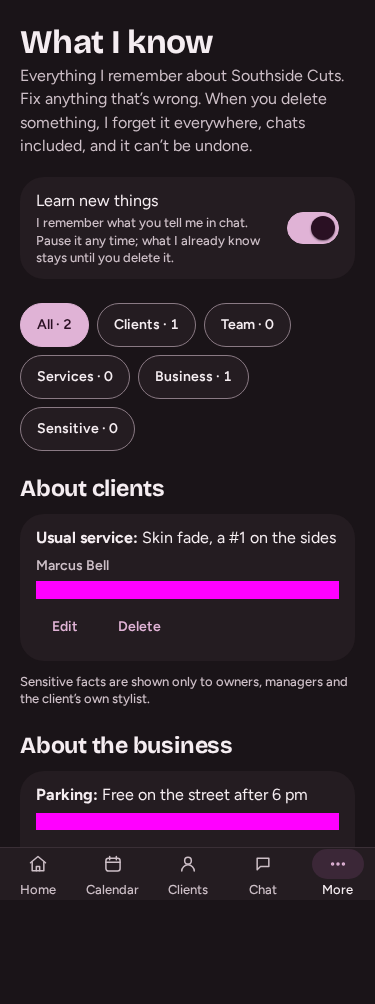 What I know
Everything I remember about Southside Cuts.
Fix anything that’s wrong. When you delete
something, I forget it everywhere, chats
included, and it can’t be undone.
Learn new things
I remember what you tell me in chat.
Pause it any time; what I already know
stays until you delete it.
All · 2
Clients · 1
Team · 0
Services · 0
Business · 1
Sensitive · 0
About clients
Usual service: Skin fade, a #1 on the sides
Marcus Bell
Edit
Delete
Sensitive facts are shown only to owners, managers and
the client’s own stylist.
About the business
Parking: Free on the street after 6 pm
Home
Calendar
Clients
Chat
More